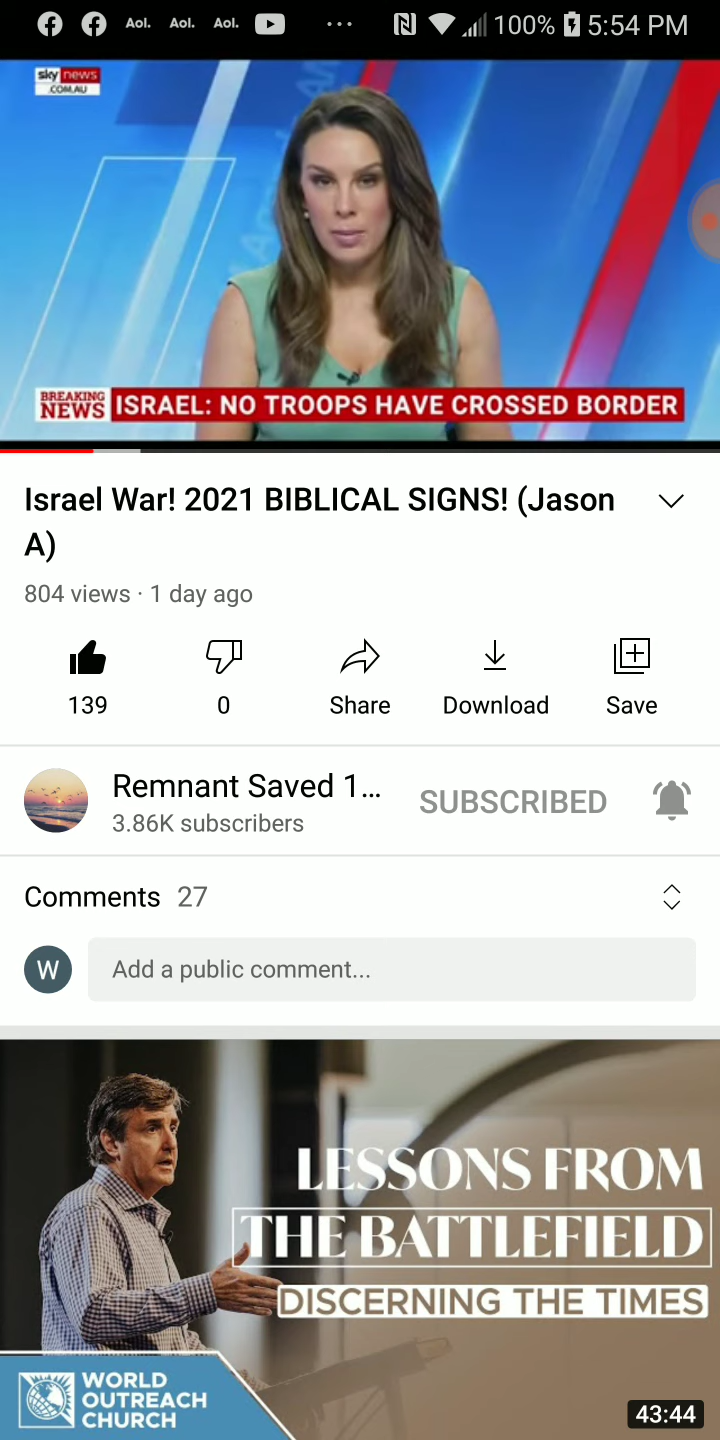 Aol. Aol. Aol. ... 100% 5:54 PM
sky news
.COM.AU
BREAKING
NEWS
ISRAEL: NO TROOPS HAVE CROSSED BORDER
Israel War! 2021 BIBLICAL SIGNS! (Jason
A)
804 views · 1 day ago
139 0 Share Download Save
Remnant Saved 1... SUBSCRIBED
3.86K subscribers
Comments 27
W Add a public comment...
LESSONS FROM
THE BATTLEFIELD
DISCERNING THE TIMES
WORLD
OUTREACH
CHURCH
43:44